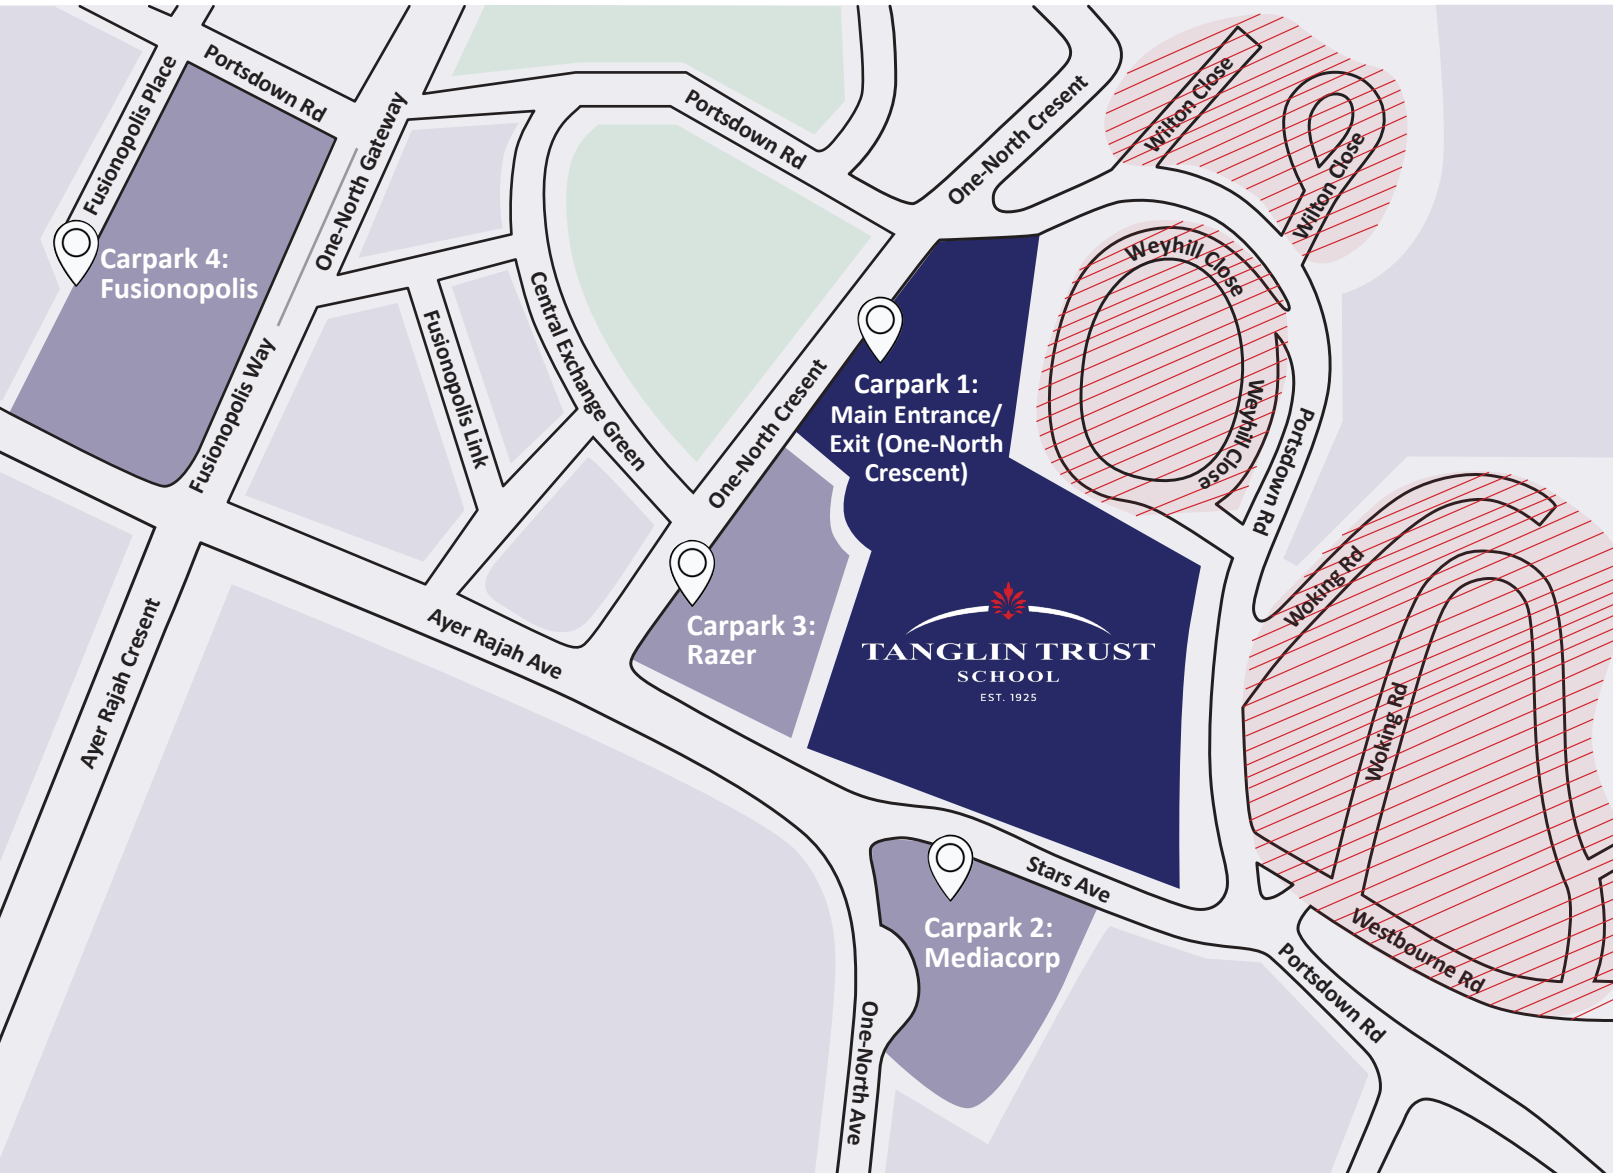 Fusionopolis Place
Portsdown Rd
One-North Gateway
Portsdown Rd
One-North Cresent
Wilton Close
Wilton Close
Carpark 4:
Fusionopolis
Weyhill Close
Central Exchange Green
Fusionopolis Link
Fusionopolis Way
One-North Cresent
Carpark 1:
Main Entrance/
Exit (One-North
Crescent)
Weyhill Close
Portsdown Rd
Woking Rd
Ayer Rajah Cresent
Ayer Rajah Ave
Carpark 3:
Razer
TANGLIN TRUST
SCHOOL
EST. 1925
Woking Rd
Stars Ave
Carpark 2:
Mediacorp
Westbourne Rd
Portsdown Rd
One-North Ave